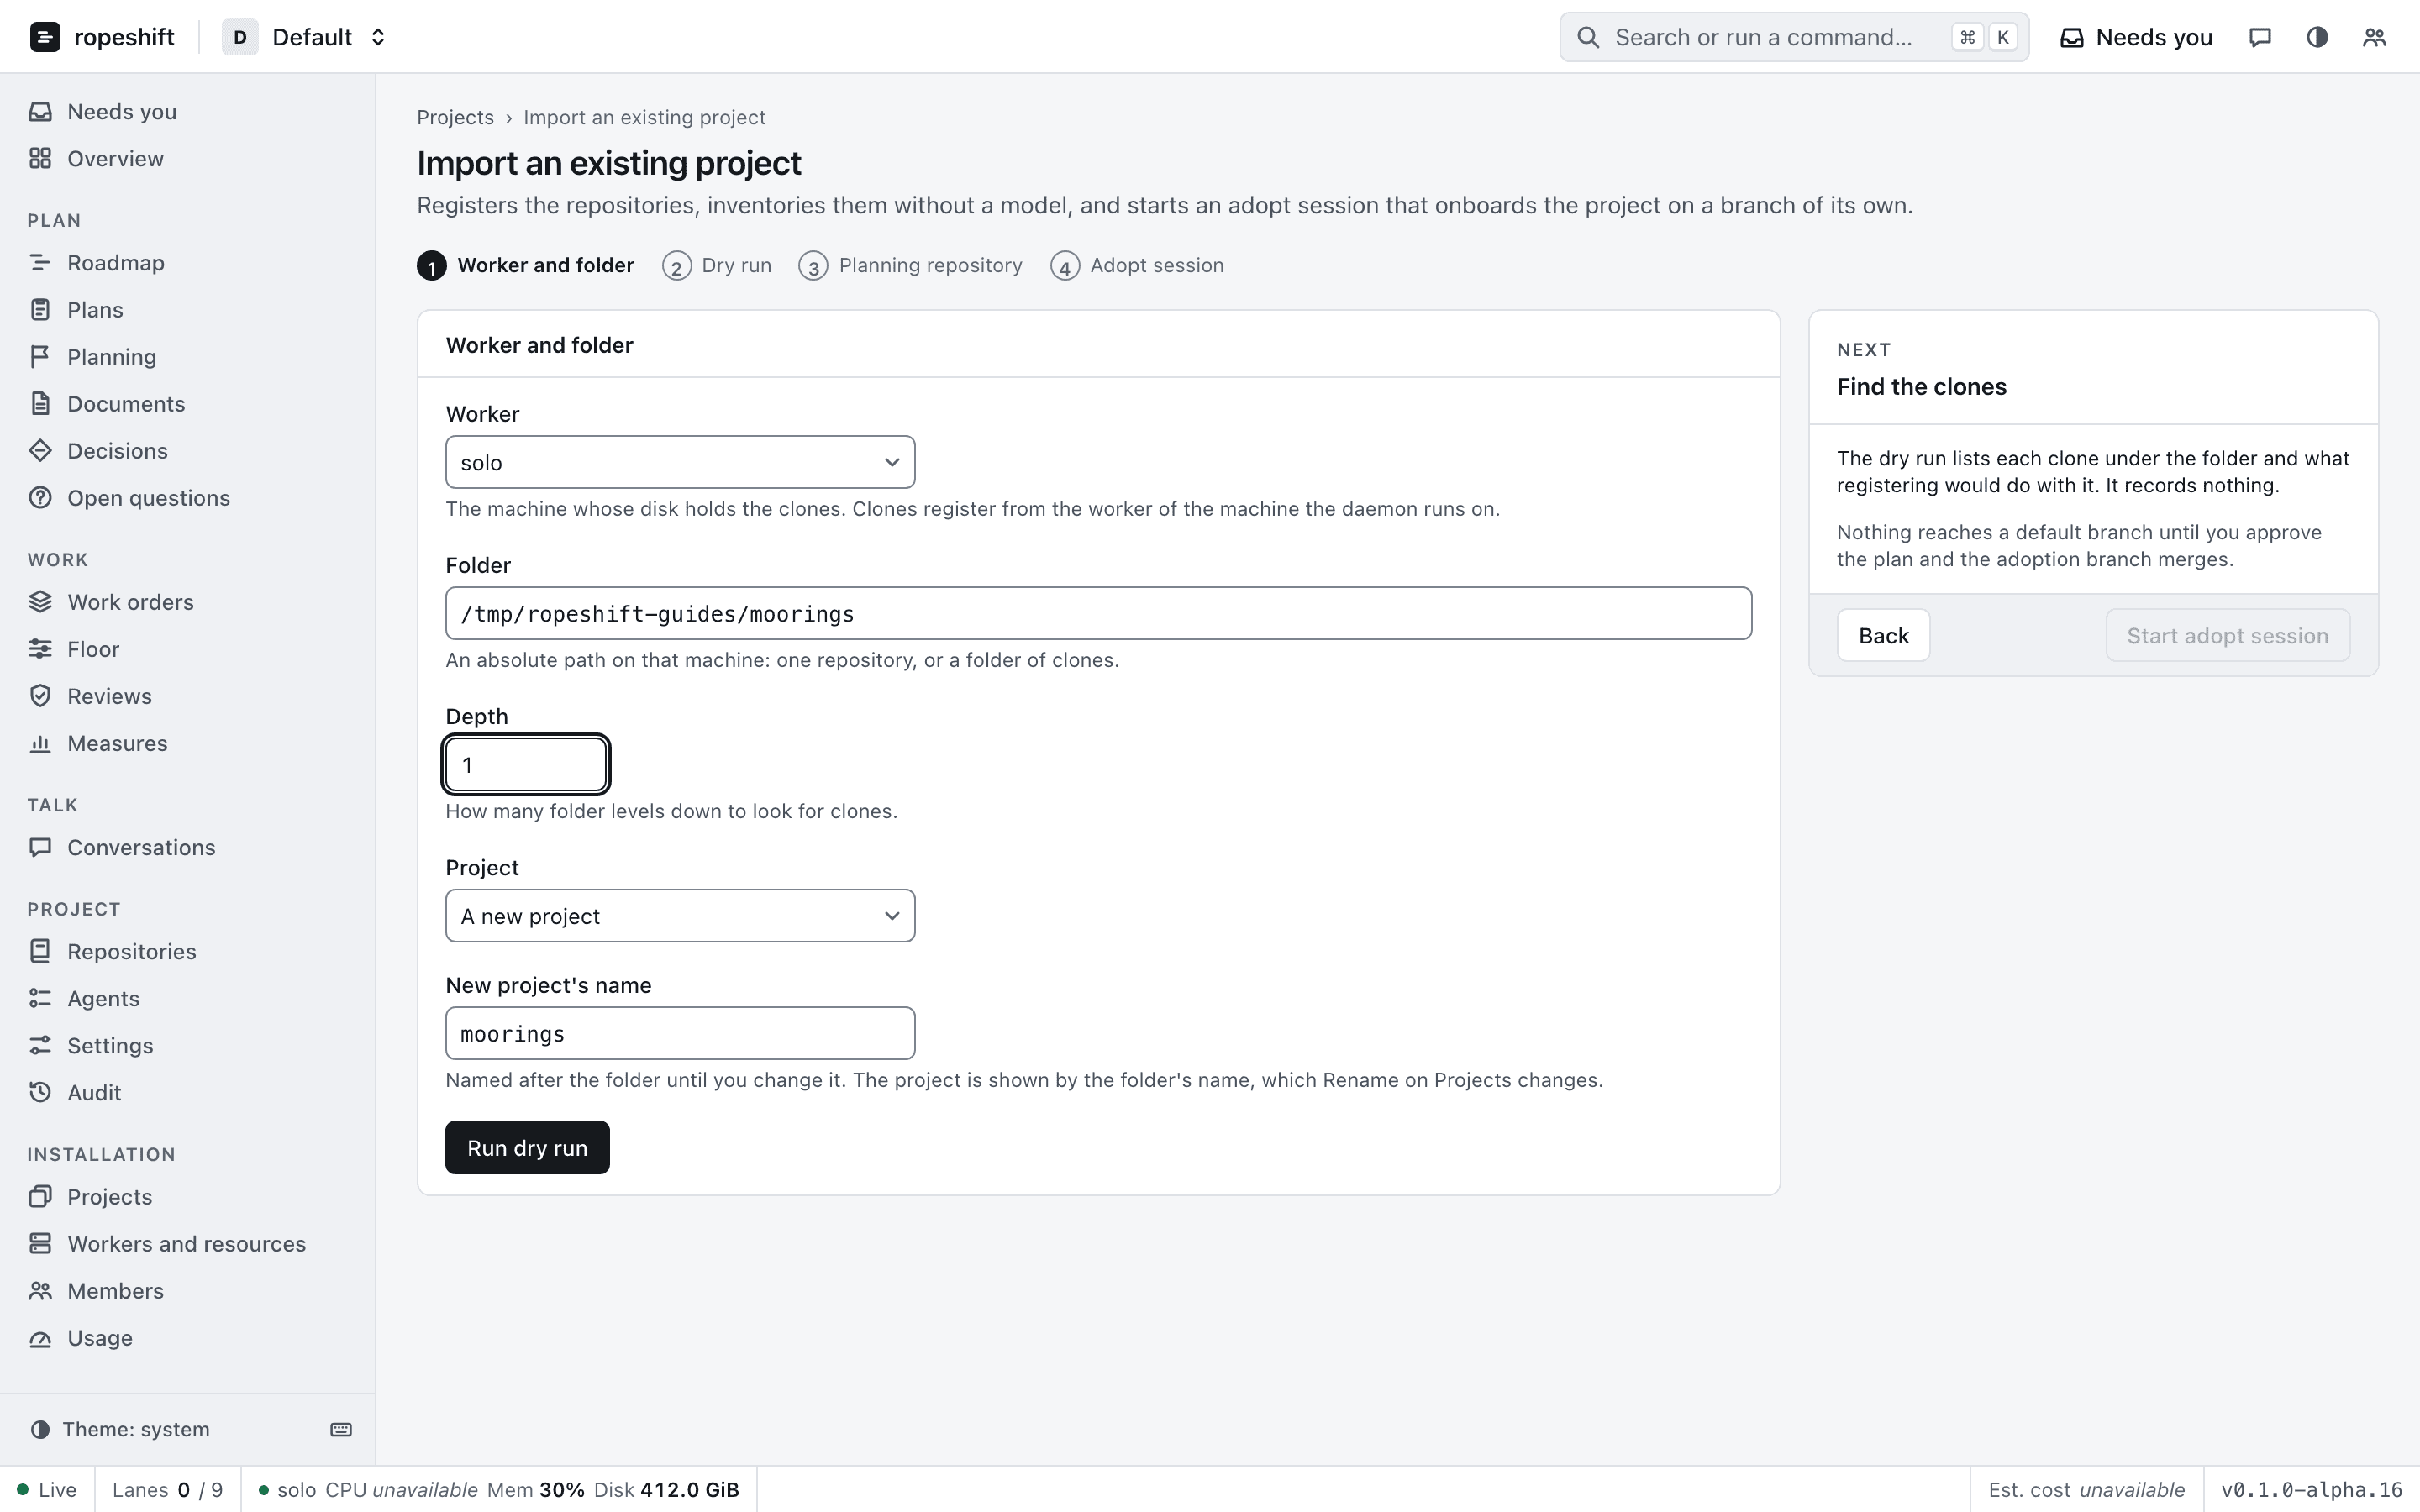 ropeshift
D Default
Search or run a command... ⌘ K
Needs you
Needs you
Overview
PLAN
Roadmap
Plans
Planning
Documents
Decisions
Open questions
WORK
Work orders
Floor
Reviews
Measures
TALK
Conversations
PROJECT
Repositories
Agents
Settings
Audit
INSTALLATION
Projects
Workers and resources
Members
Usage
Theme: system
Projects › Import an existing project
Import an existing project
Registers the repositories, inventories them without a model, and starts an adopt session that onboards the project on a branch of its own.
1 Worker and folder 2 Dry run 3 Planning repository 4 Adopt session
Worker and folder
Worker
solo
The machine whose disk holds the clones. Clones register from the worker of the machine the daemon runs on.
Folder
/tmp/ropeshift-guides/moorings
An absolute path on that machine: one repository, or a folder of clones.
Depth
1
How many folder levels down to look for clones.
Project
A new project
New project's name
moorings
Named after the folder until you change it. The project is shown by the folder's name, which Rename on Projects changes.
Run dry run
NEXT
Find the clones
The dry run lists each clone under the folder and what
registering would do with it. It records nothing.
Nothing reaches a default branch until you approve
the plan and the adoption branch merges.
Back
Start adopt session
Live
Lanes 0 / 9
solo CPU unavailable Mem 30% Disk 412.0 GiB
Est. cost unavailable
v0.1.0-alpha.16